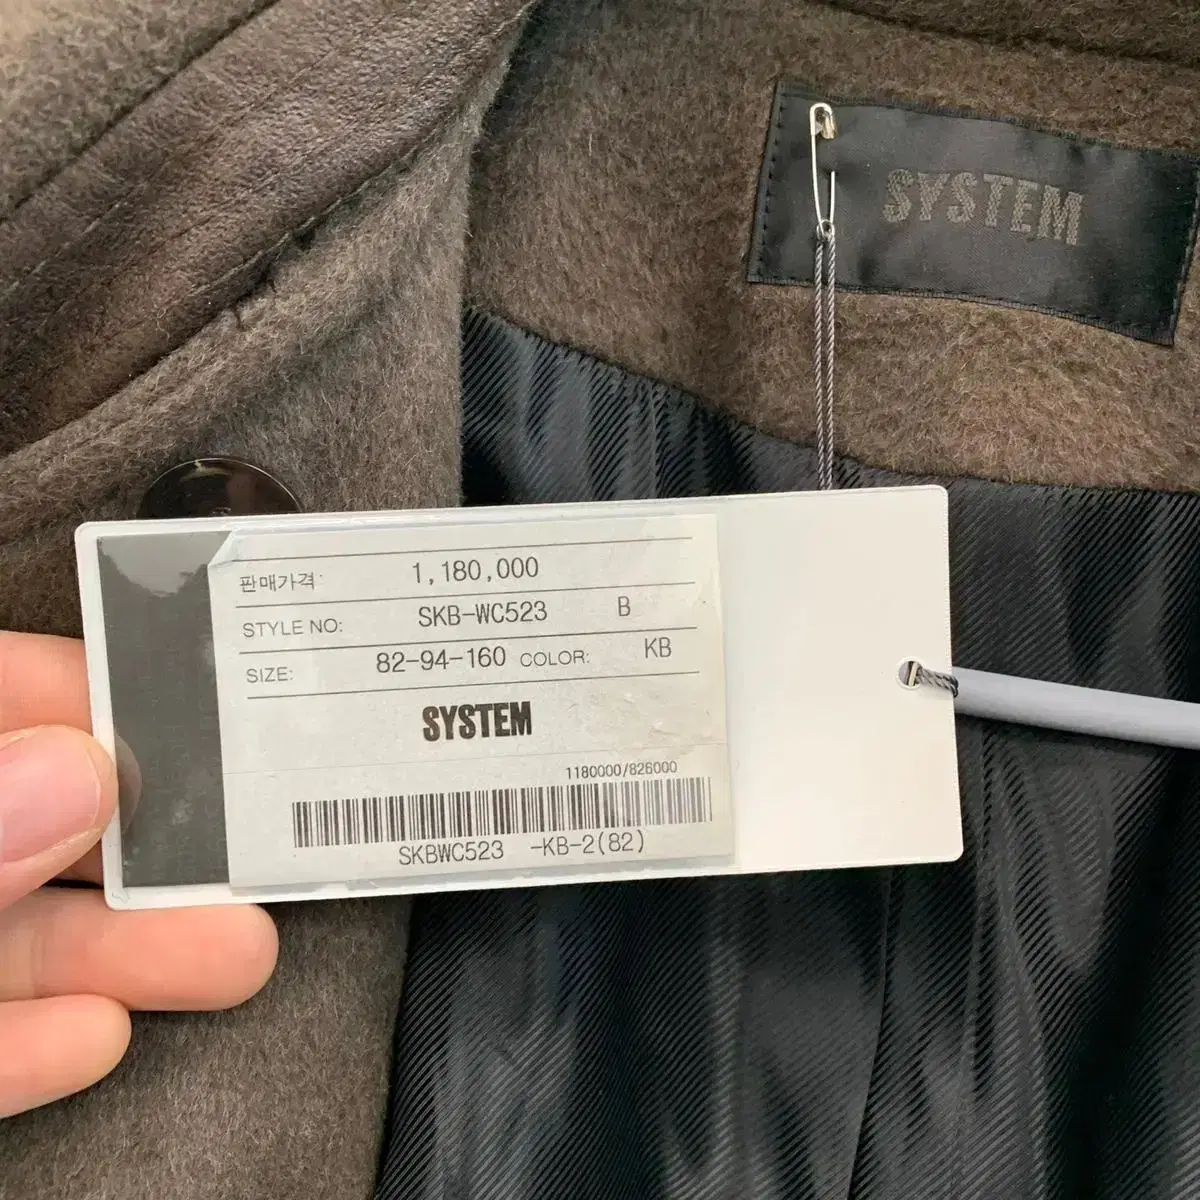 SYSTEM
판매가격: 1,180,000
STYLE NO: SKB-WC523 B
SIZE: 82-94-160 COLOR: KB
SYSTEM
1180000/826000
SKBWC523 -KB-2(82)